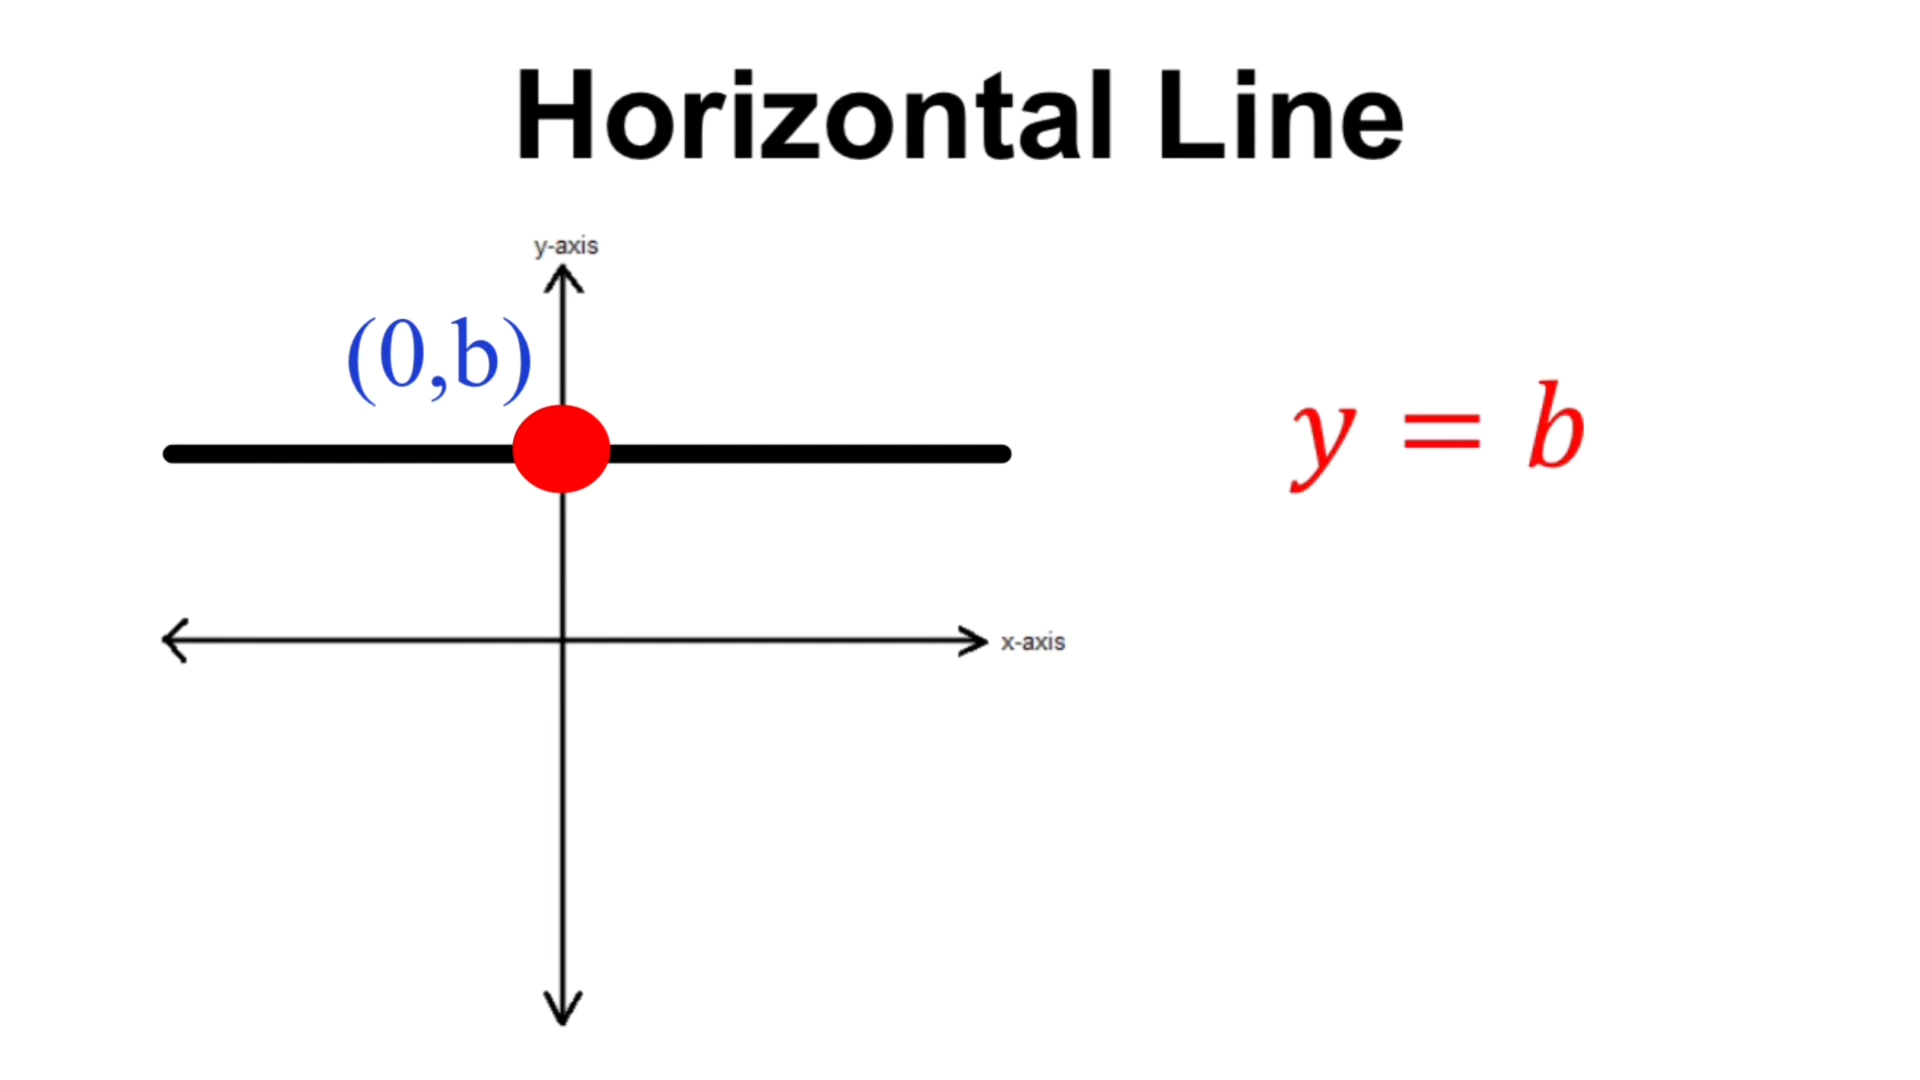 Horizontal Line
y-axis
(0,b)
y = b
x-axis